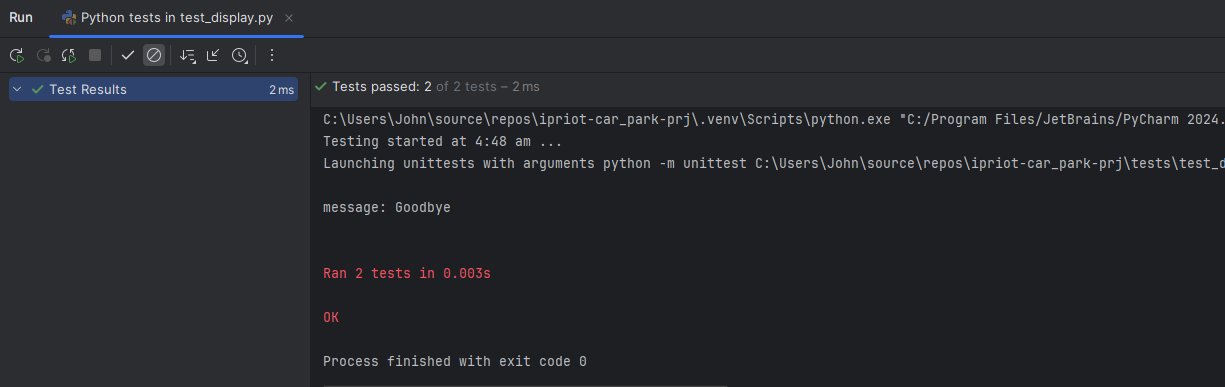 Run
Python tests in test_display.py
Test Results 2 ms
Tests passed: 2 of 2 tests – 2 ms
C:\Users\John\source\repos\ipriot-car_park-prj\.venv\Scripts\python.exe "C:/Program Files/JetBrains/PyCharm 2024.
Testing started at 4:48 am ...
Launching unittests with arguments python -m unittest C:\Users\John\source\repos\ipriot-car_park-prj\tests\test_d
message: Goodbye
Ran 2 tests in 0.003s
OK
Process finished with exit code 0